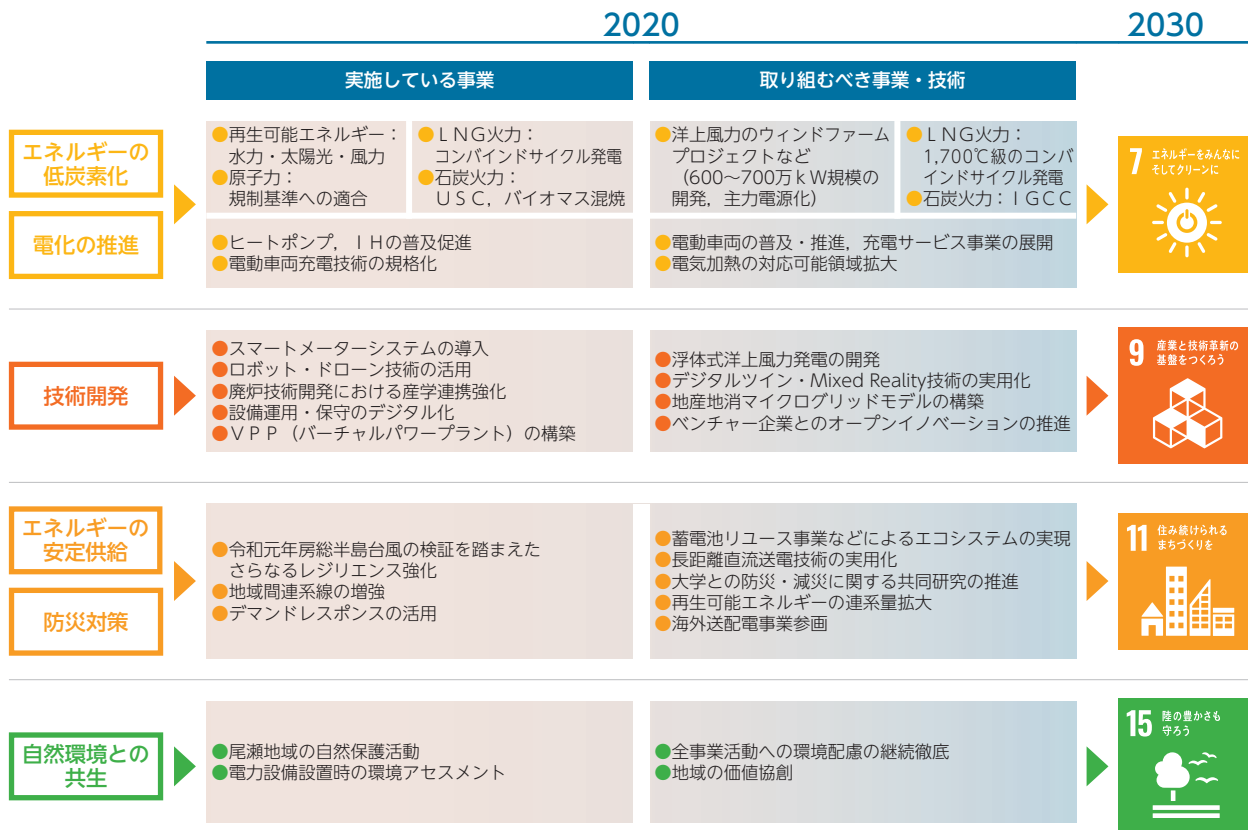 2020
2030
実施している事業
取り組むべき事業・技術
エネルギーの
低炭素化
電化の推進
●再生可能エネルギー：
水力・太陽光・風力
●原子力：
規制基準への適合
●ＬＮＧ火力：
コンバインドサイクル発電
●石炭火力：
ＵＳＣ，バイオマス混焼
●洋上風力のウィンドファーム
プロジェクトなど
（600～700万ｋＷ規模の
開発，主力電源化）
●ＬＮＧ火力：
1,700℃級のコンバ
インドサイクル発電
●石炭火力：ＩＧＣＣ
●ヒートポンプ，ＩＨの普及促進
●電動車両充電技術の規格化
●電動車両の普及・推進，充電サービス事業の展開
●電気加熱の対応可能領域拡大
7 エネルギーをみんなに
そしてクリーンに
技術開発
●スマートメーターシステムの導入
●ロボット・ドローン技術の活用
●廃炉技術開発における産学連携強化
●設備運用・保守のデジタル化
●ＶＰＰ（バーチャルパワープラント）の構築
●浮体式洋上風力発電の開発
●デジタルツイン・Mixed Reality技術の実用化
●地産地消マイクログリッドモデルの構築
●ベンチャー企業とのオープンイノベーションの推進
9 産業と技術革新の
基盤をつくろう
エネルギーの
安定供給
防災対策
●令和元年房総半島台風の検証を踏まえた
さらなるレジリエンス強化
●地域間連系線の増強
●デマンドレスポンスの活用
●蓄電池リユース事業などによるエコシステムの実現
●長距離直流送電技術の実用化
●大学との防災・減災に関する共同研究の推進
●再生可能エネルギーの連系量拡大
●海外送配電事業参画
11 住み続けられる
まちづくりを
自然環境との
共生
●尾瀬地域の自然保護活動
●電力設備設置時の環境アセスメント
●全事業活動への環境配慮の継続徹底
●地域の価値協創
15 陸の豊かさも
守ろう